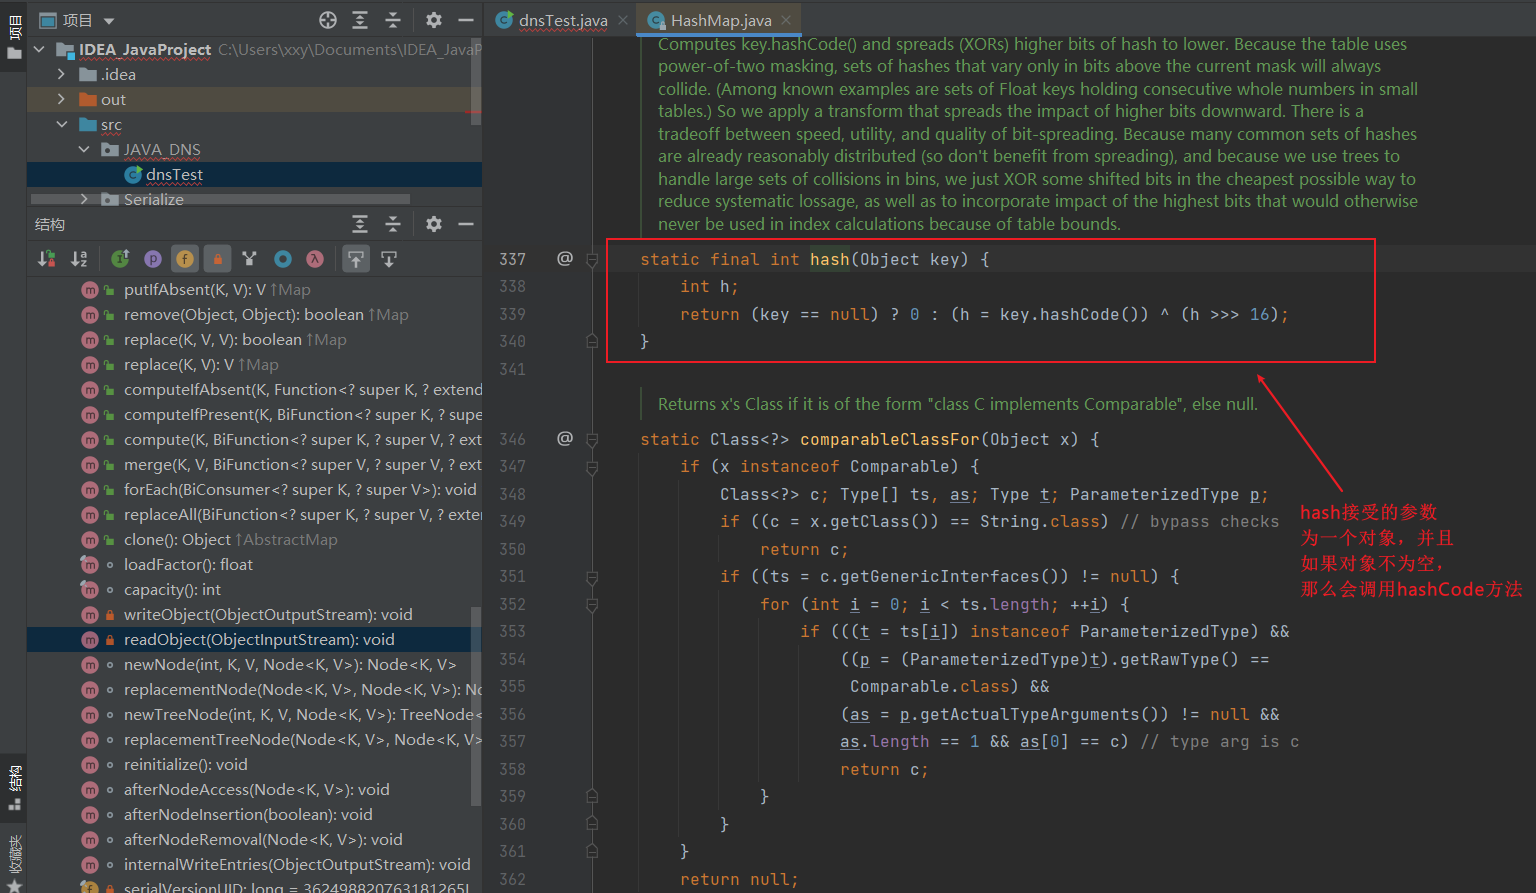 项目
项目
IDEA_JavaProject C:\Users\xxy\Documents\IDEA_JavaP
.idea
out
src
JAVA_DNS
dnsTest
Serialize
结构
putIfAbsent(K, V): V ↑Map
remove(Object, Object): boolean ↑Map
replace(K, V, V): boolean ↑Map
replace(K, V): V ↑Map
computeIfAbsent(K, Function<? super K, ? extend
computeIfPresent(K, BiFunction<? super K, ? supe
compute(K, BiFunction<? super K, ? super V, ? ext
merge(K, V, BiFunction<? super V, ? super V, ? ext
forEach(BiConsumer<? super K, ? super V>): void
replaceAll(BiFunction<? super K, ? super V, ? exter
clone(): Object ↑AbstractMap
loadFactor(): float
capacity(): int
writeObject(ObjectOutputStream): void
readObject(ObjectInputStream): void
newNode(int, K, V, Node<K, V>): Node<K, V>
replacementNode(Node<K, V>, Node<K, V>): No
newTreeNode(int, K, V, Node<K, V>): TreeNode<
replacementTreeNode(Node<K, V>, Node<K, V>
reinitialize(): void
afterNodeAccess(Node<K, V>): void
afterNodeInsertion(boolean): void
afterNodeRemoval(Node<K, V>): void
internalWriteEntries(ObjectOutputStream): void
serialVersionUID: long = 362498820763181265L
结构
收藏夹
dnsTest.java
HashMap.java
Computes key.hashCode() and spreads (XORs) higher bits of hash to lower. Because the table uses
power-of-two masking, sets of hashes that vary only in bits above the current mask will always
collide. (Among known examples are sets of Float keys holding consecutive whole numbers in small
tables.) So we apply a transform that spreads the impact of higher bits downward. There is a
tradeoff between speed, utility, and quality of bit-spreading. Because many common sets of hashes
are already reasonably distributed (so don't benefit from spreading), and because we use trees to
handle large sets of collisions in bins, we just XOR some shifted bits in the cheapest possible way to
reduce systematic lossage, as well as to incorporate impact of the highest bits that would otherwise
never be used in index calculations because of table bounds.
337 @ static final int hash(Object key) {
338 int h;
339 return (key == null) ? 0 : (h = key.hashCode()) ^ (h >>> 16);
340 }
341
Returns x's Class if it is of the form "class C implements Comparable", else null.
346 @ static Class<?> comparableClassFor(Object x) {
347 if (x instanceof Comparable) {
348 Class<?> c; Type[] ts, as; Type t; ParameterizedType p;
349 if ((c = x.getClass()) == String.class) // bypass checks
350 return c;
351 if ((ts = c.getGenericInterfaces()) != null) {
352 for (int i = 0; i < ts.length; ++i) {
353 if (((t = ts[i]) instanceof ParameterizedType) &&
354 ((p = (ParameterizedType)t).getRawType() ==
355 Comparable.class) &&
356 (as = p.getActualTypeArguments()) != null &&
357 as.length == 1 && as[0] == c) // type arg is c
358 return c;
359 }
360 }
361 }
362 return null;
hash接受的参数
为一个对象，并且
如果对象不为空，
那么会调用hashCode方法